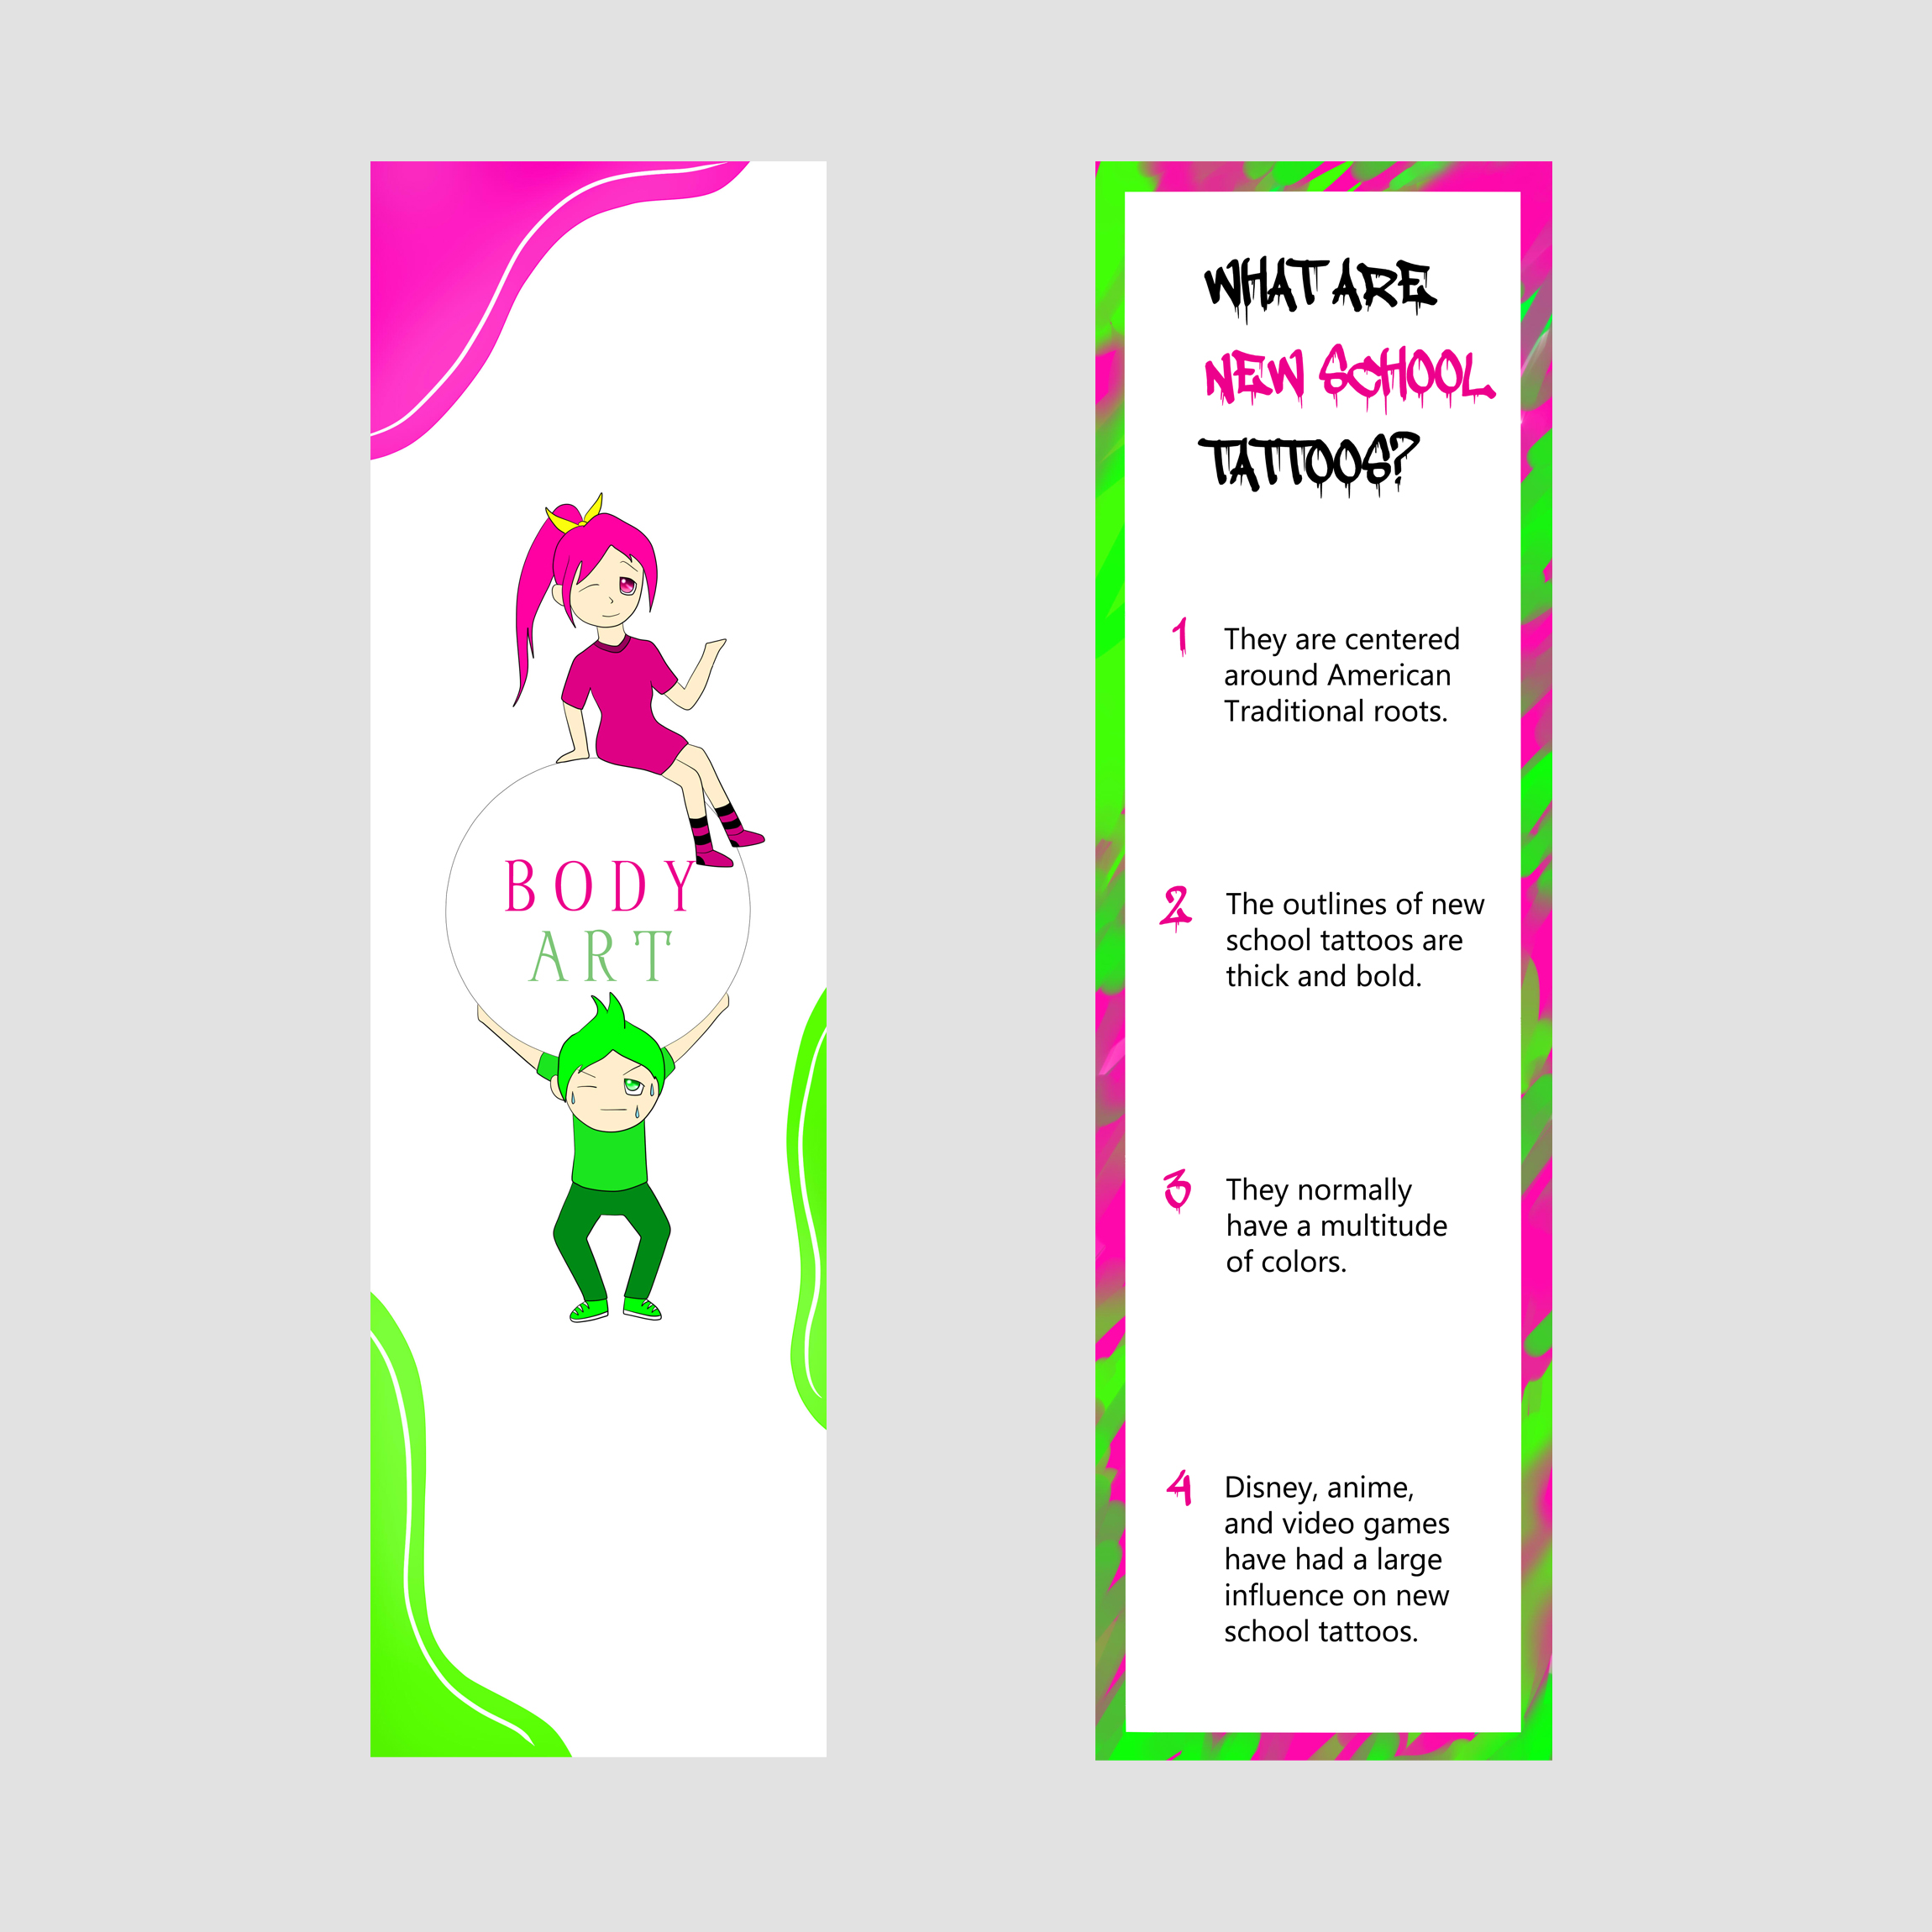 BODY
ART
WHAT ARE
NEW SCHOOL
TATTOOS?
1 They are centered
around American
Traditional roots.
2 The outlines of new
school tattoos are
thick and bold.
3 They normally
have a multitude
of colors.
4 Disney, anime,
and video games
have had a large
influence on new
school tattoos.